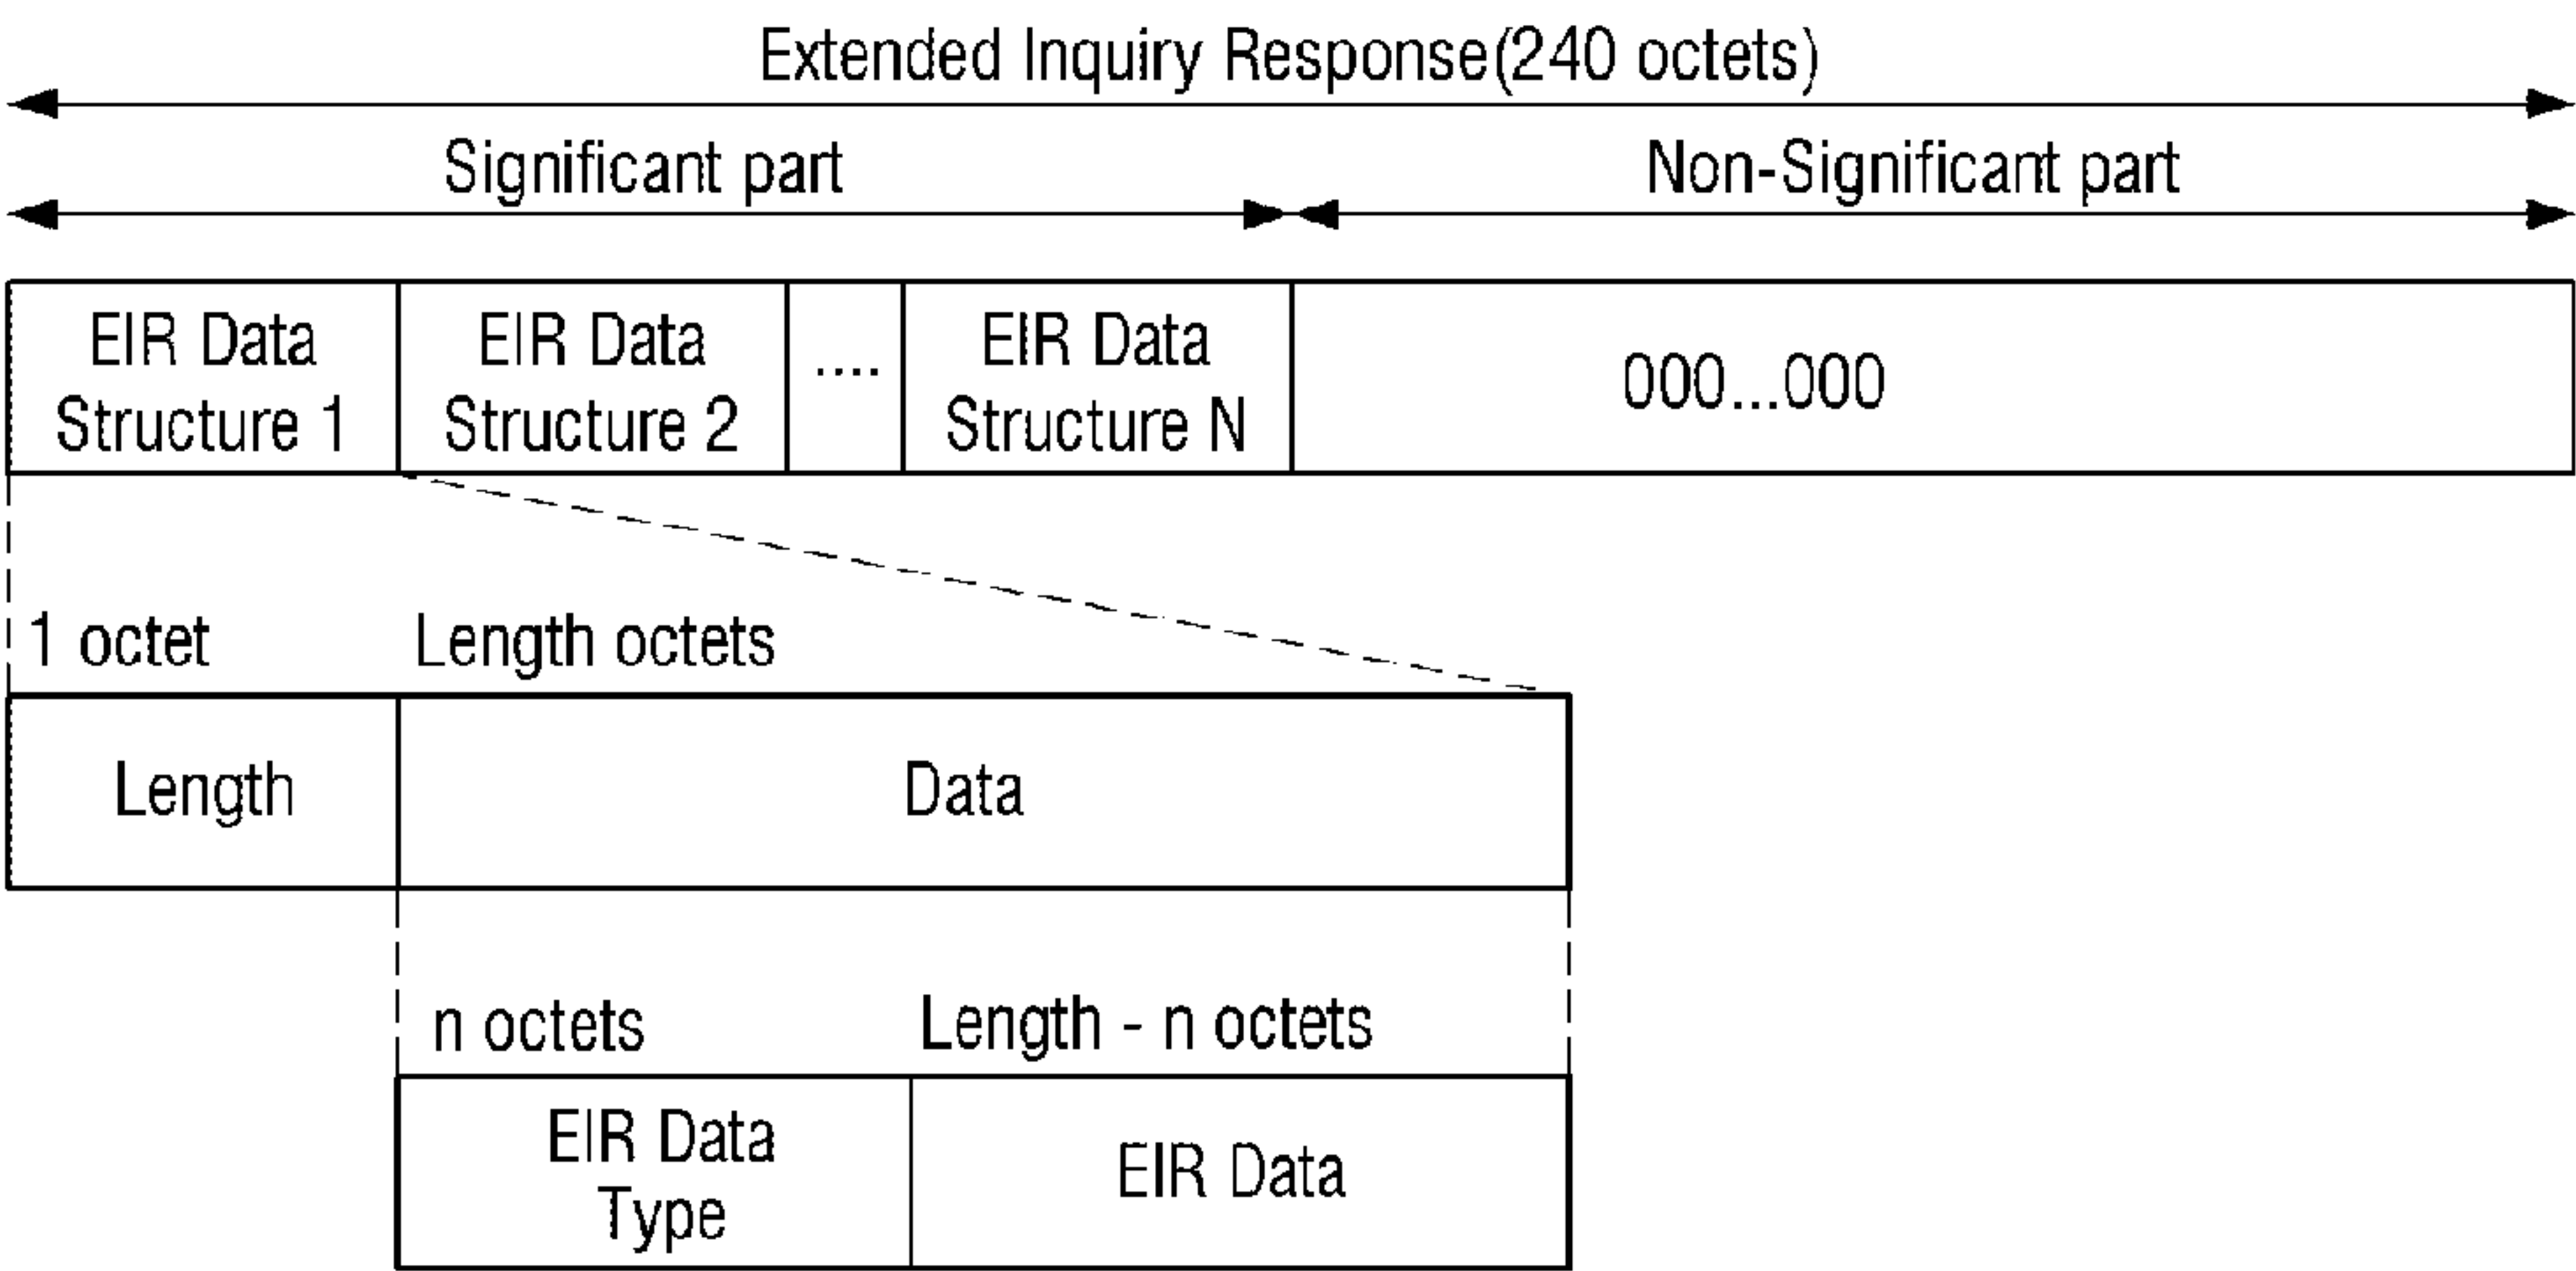 Extended Inquiry Response(240 octets)
Significant part
Non-Significant part
EIR Data
Structure 1
EIR Data
Structure 2
....
EIR Data
Structure N
000...000
1 octet
Length octets
Length
Data
n octets
Length - n octets
EIR Data
Type
EIR Data